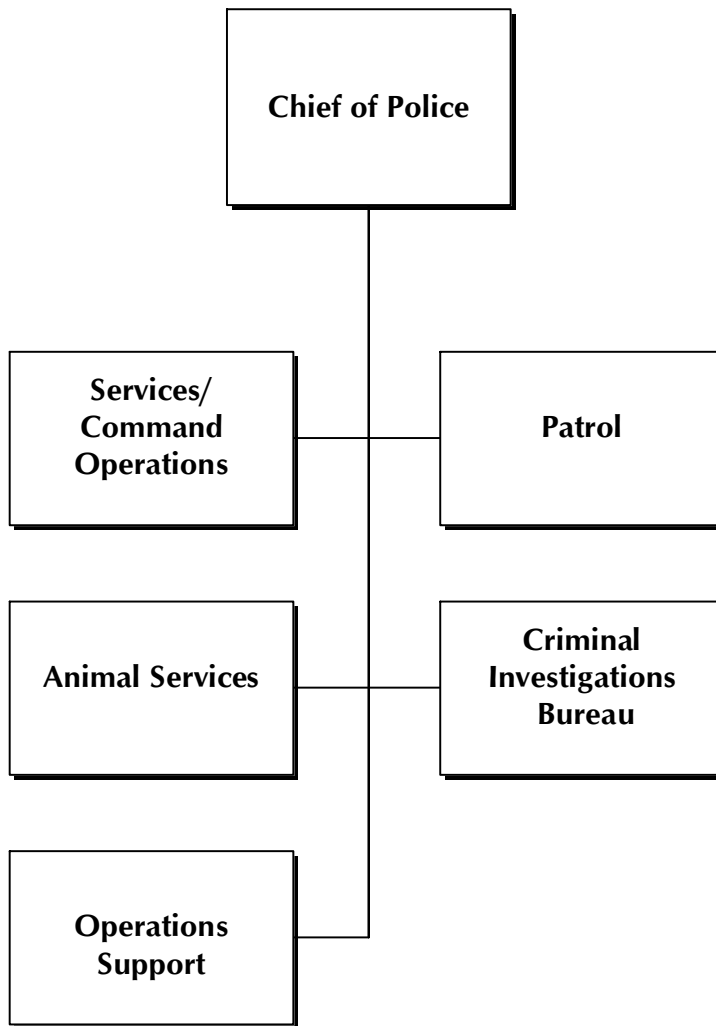 Chief of Police
Services/
Command
Operations
Patrol
Animal Services
Criminal
Investigations
Bureau
Operations
Support